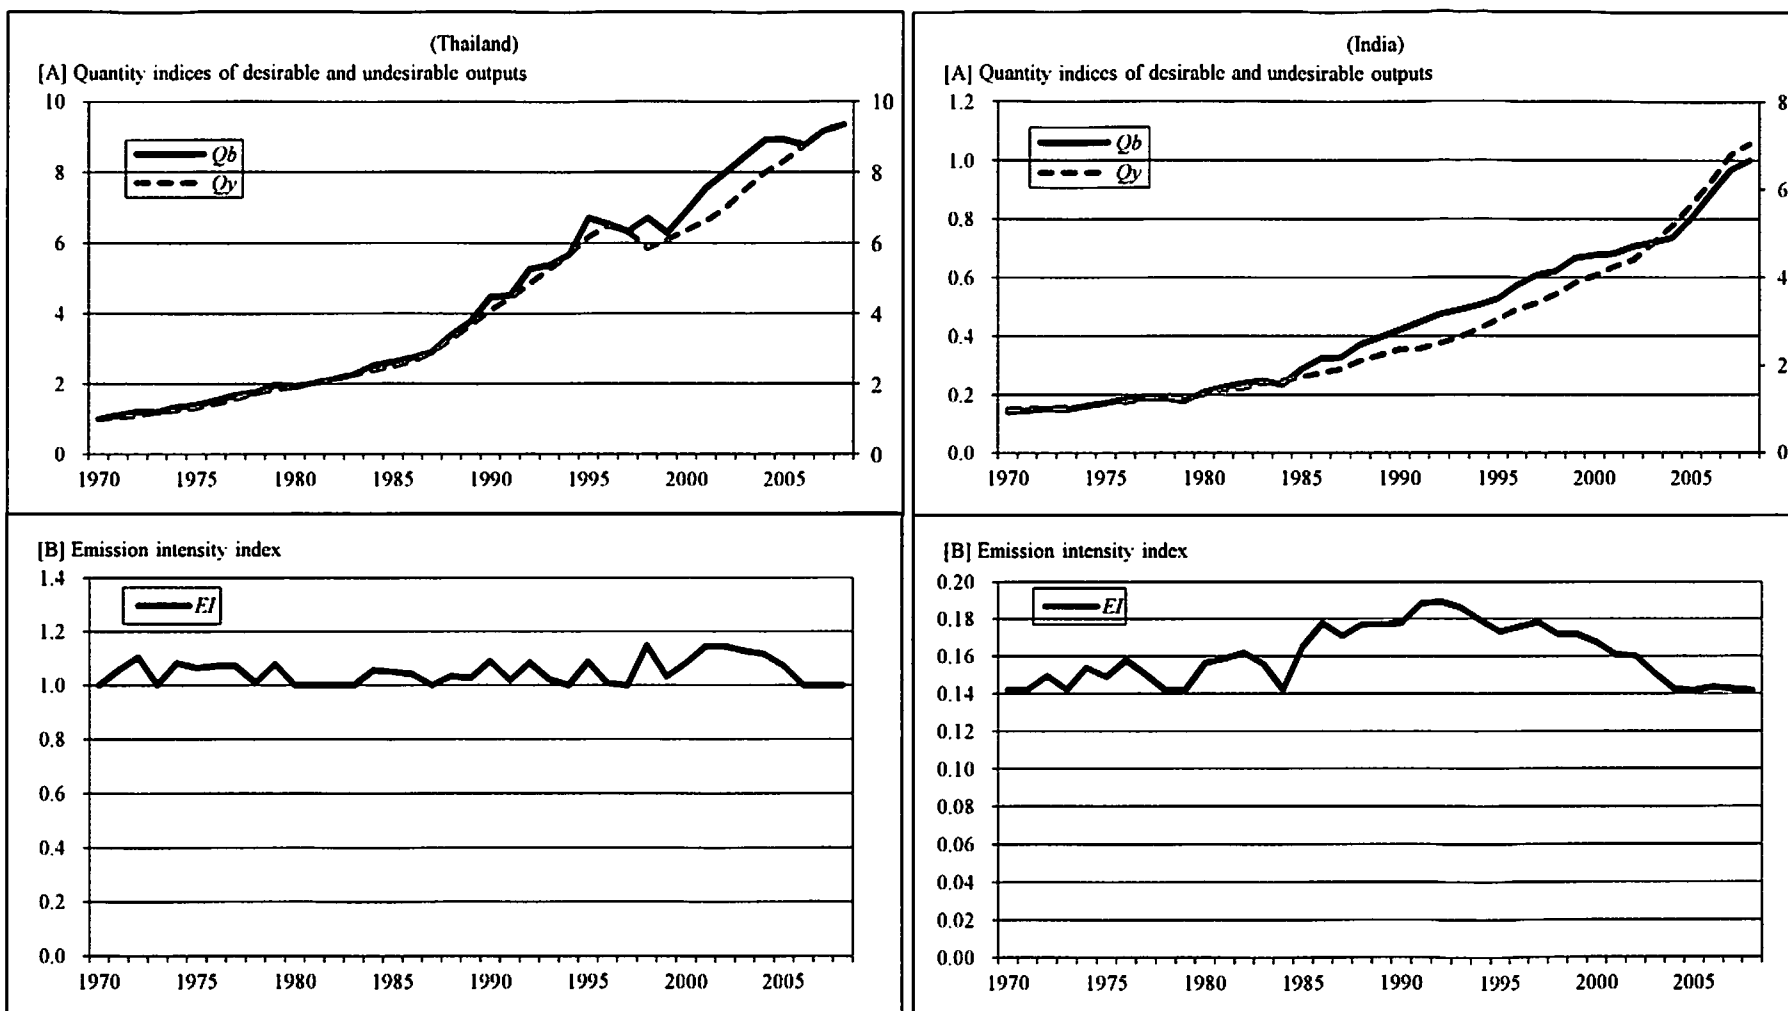 (Thailand)
[A] Quantity indices of desirable and undesirable outputs
10
8
6
4
2
0
10
8
6
4
2
0
Qb
Qy
1970 1975 1980 1985 1990 1995 2000 2005
(India)
[A] Quantity indices of desirable and undesirable outputs
1.2
1.0
0.8
0.6
0.4
0.2
0.0
8
6
4
2
0
Qb
Qy
1970 1975 1980 1985 1990 1995 2000 2005
[B] Emission intensity index
1.4
1.2
1.0
0.8
0.6
0.4
0.2
0.0
EI
1970 1975 1980 1985 1990 1995 2000 2005
[B] Emission intensity index
0.20
0.18
0.16
0.14
0.12
0.10
0.08
0.06
0.04
0.02
0.00
EI
1970 1975 1980 1985 1990 1995 2000 2005